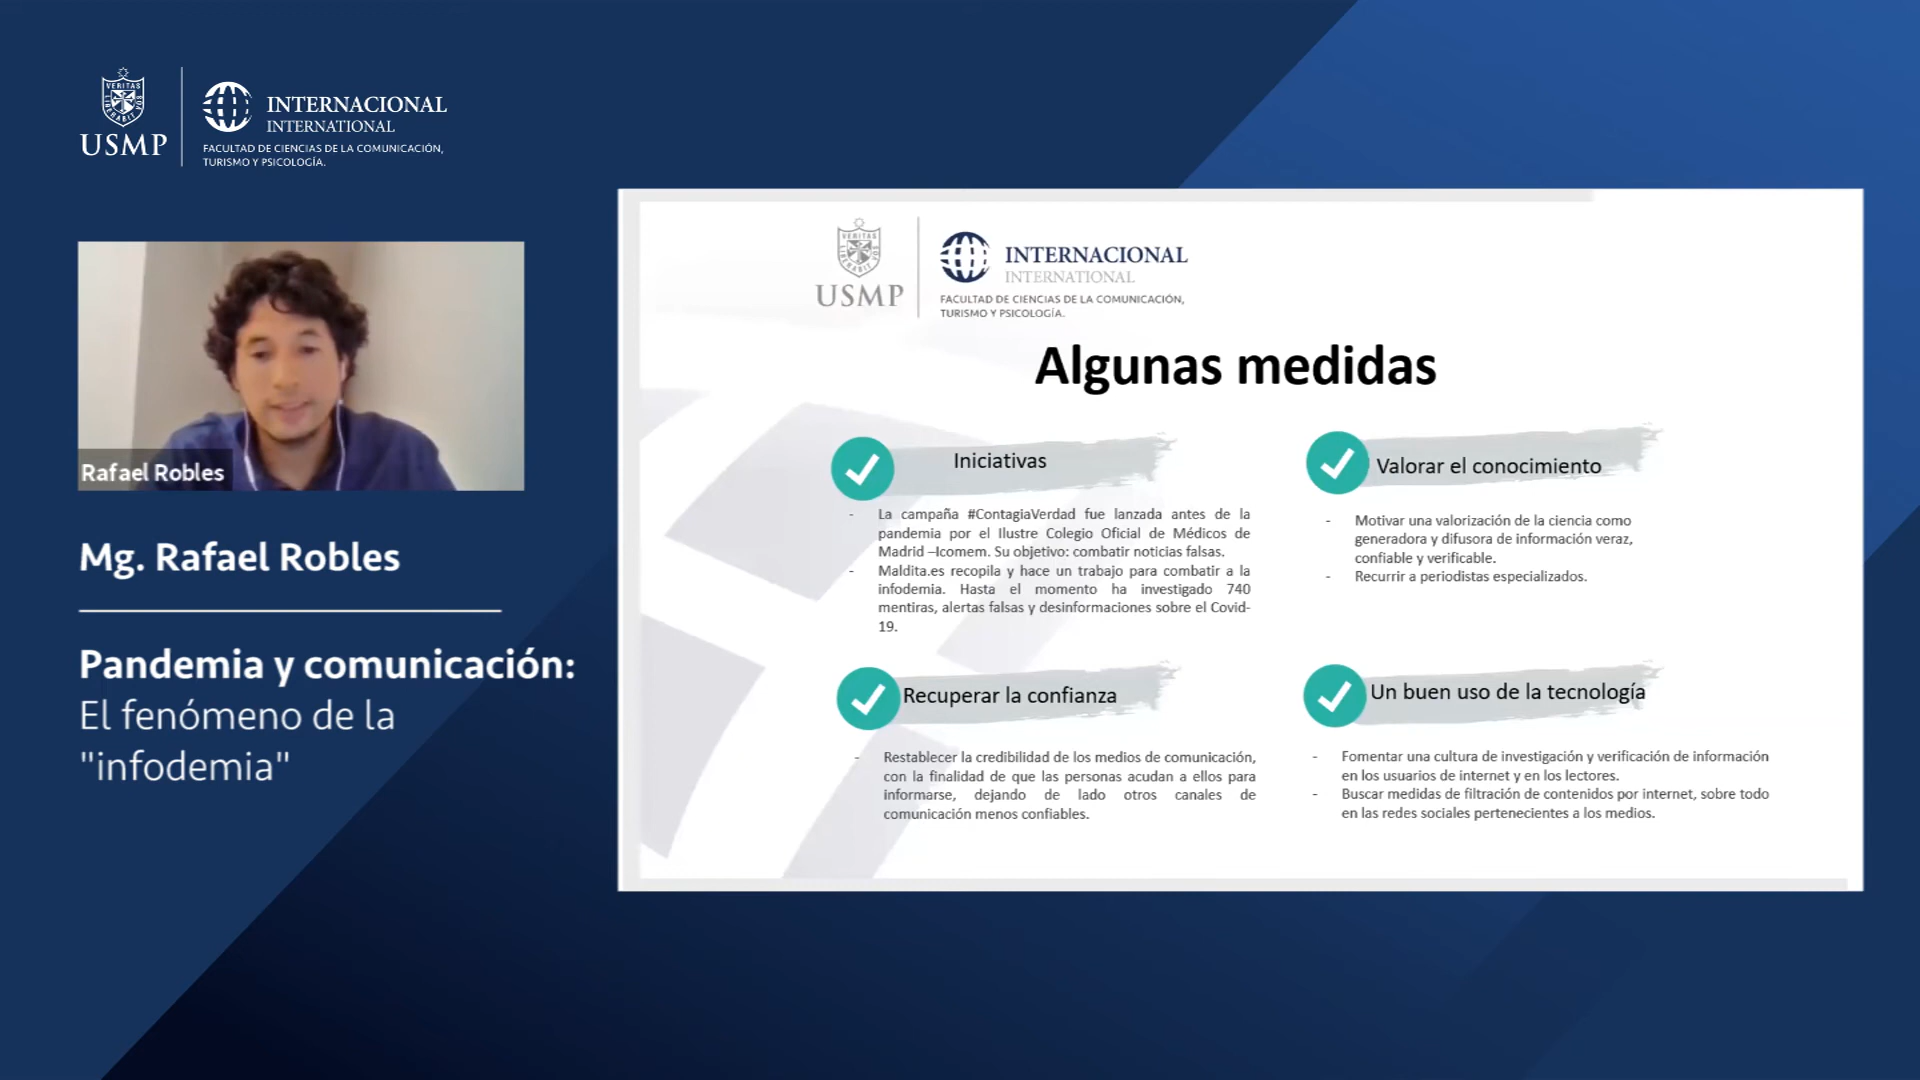 VERITAS
LIBERABIT VOS
USMP
INTERNACIONAL
INTERNATIONAL
FACULTAD DE CIENCIAS DE LA COMUNICACIÓN,
TURISMO Y PSICOLOGÍA.
Rafael Robles
Mg. Rafael Robles
Pandemia y comunicación:
El fenómeno de la
"infodemia"
VERITAS
LIBERABIT VOS
USMP
INTERNACIONAL
INTERNATIONAL
FACULTAD DE CIENCIAS DE LA COMUNICACIÓN,
TURISMO Y PSICOLOGÍA.
Algunas medidas
Iniciativas
- La campaña #ContagiaVerdad fue lanzada antes de la
pandemia por el Ilustre Colegio Oficial de Médicos de
Madrid –Icomem. Su objetivo: combatir noticias falsas.
- Maldita.es recopila y hace un trabajo para combatir a la
infodemia. Hasta el momento ha investigado 740
mentiras, alertas falsas y desinformaciones sobre el Covid-
19.
Valorar el conocimiento
- Motivar una valorización de la ciencia como
generadora y difusora de información veraz,
confiable y verificable.
- Recurrir a periodistas especializados.
Recuperar la confianza
- Restablecer la credibilidad de los medios de comunicación,
con la finalidad de que las personas acudan a ellos para
informarse, dejando de lado otros canales de
comunicación menos confiables.
Un buen uso de la tecnología
- Fomentar una cultura de investigación y verificación de información
en los usuarios de internet y en los lectores.
- Buscar medidas de filtración de contenidos por internet, sobre todo
en las redes sociales pertenecientes a los medios.